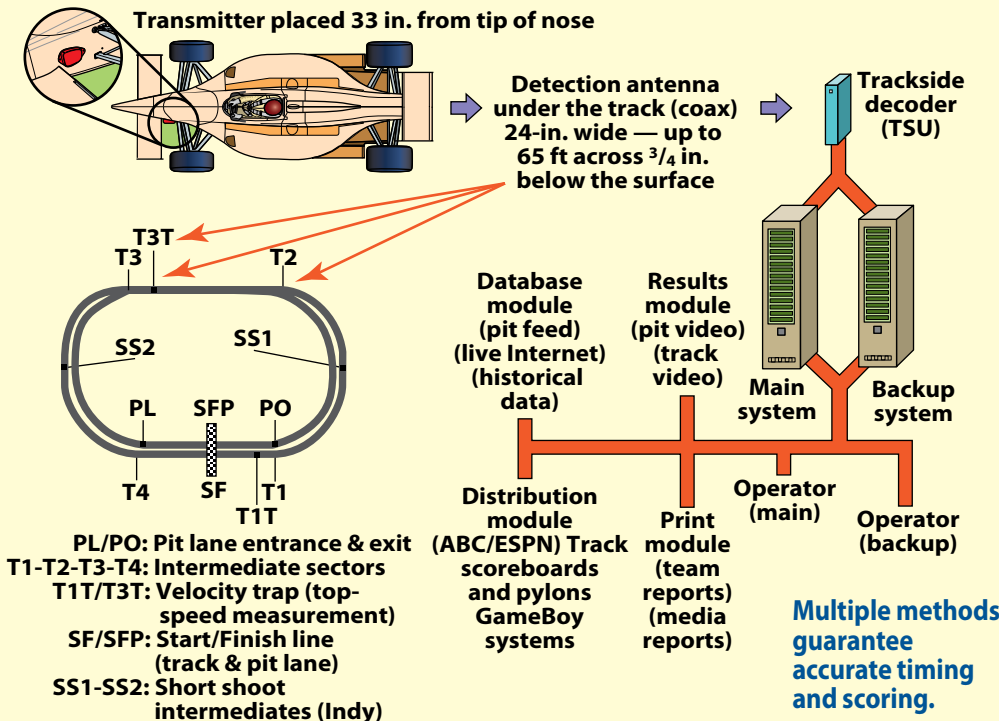 Transmitter placed 33 in. from tip of nose
Detection antenna
under the track (coax)
24-in. wide — up to
65 ft across 3/4 in.
below the surface
Trackside
decoder
(TSU)
T3T
T3
T2
SS2
SS1
PL
SFP
PO
T4
SF
T1
T1T
Database
module
(pit feed)
(live Internet)
(historical
data)
Results
module
(pit video)
(track
video)
Main
system
Backup
system
Distribution
module
(ABC/ESPN) Track
scoreboards
and pylons
GameBoy
systems
Print
module
(team
reports)
(media
reports)
Operator
(main)
Operator
(backup)
PL/PO: Pit lane entrance & exit
T1-T2-T3-T4: Intermediate sectors
T1T/T3T: Velocity trap (top-
speed measurement)
SF/SFP: Start/Finish line
(track & pit lane)
SS1-SS2: Short shoot
intermediates (Indy)
Multiple methods
guarantee
accurate timing
and scoring.